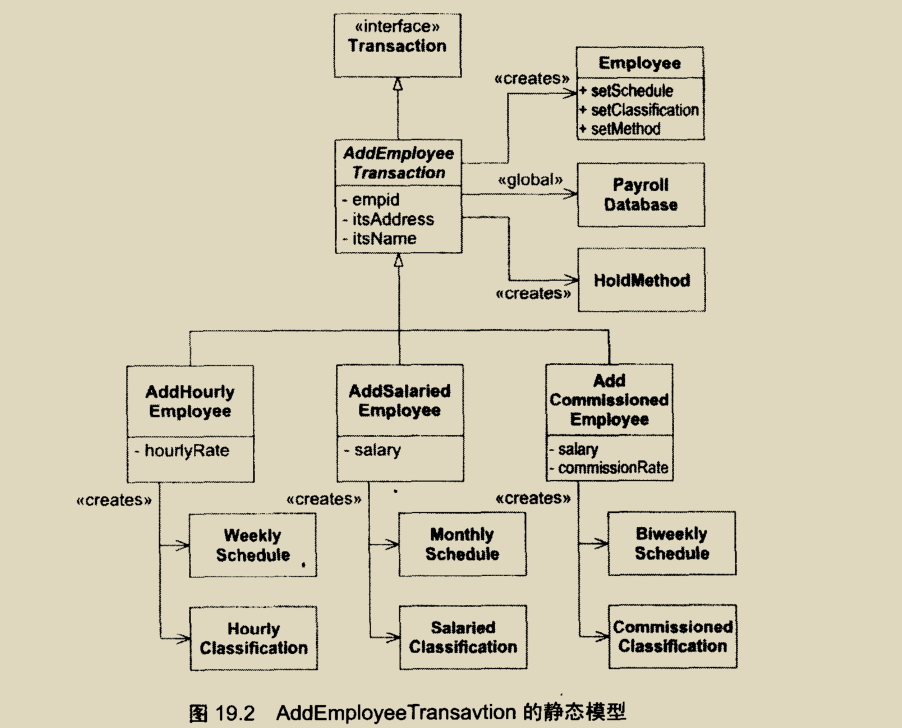 «interface»
Transaction
Employee
+ setSchedule
+ setClassification
+ setMethod
«creates»
AddEmployee
Transaction
- empid
- itsAddress
- itsName
«global»
Payroll
Database
HoldMethod
«creates»
AddHourly
Employee
- hourlyRate
AddSalaried
Employee
- salary
Add
Commissioned
Employee
- salary
- commissionRate
«creates»
Weekly
Schedule
Hourly
Classification
«creates»
Monthly
Schedule
Salaried
Classification
«creates»
Biweekly
Schedule
Commissioned
Classification
图 19.2 AddEmployeeTransavtion 的静态模型